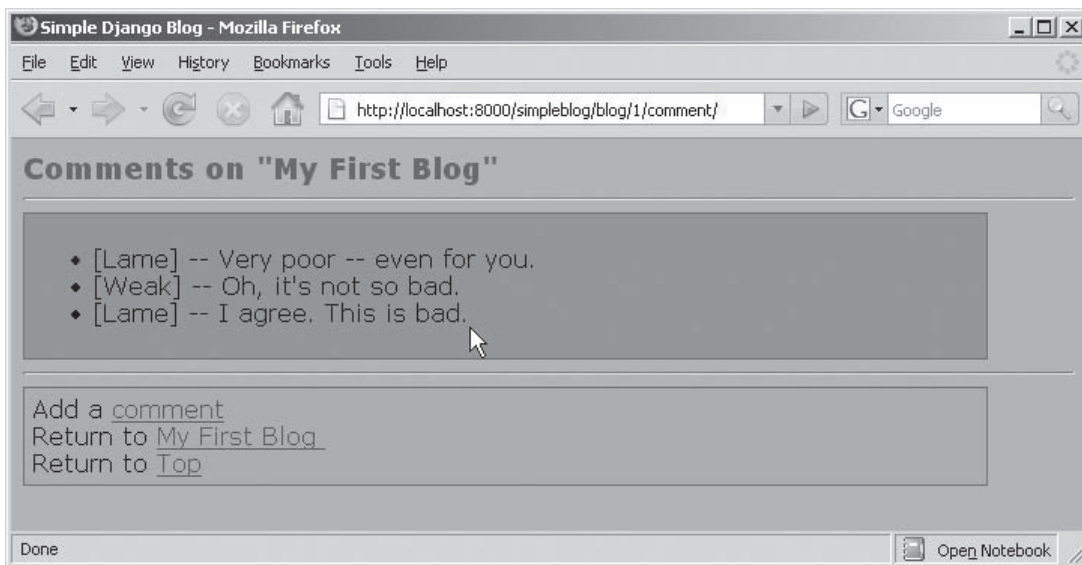 Simple Django Blog - Mozilla Firefox
File Edit View History Bookmarks Tools Help
http://localhost:8000/simpleblog/blog/1/comment/ G Google
Comments on "My First Blog"
• [Lame] -- Very poor -- even for you.
• [Weak] -- Oh, it's not so bad.
• [Lame] -- I agree. This is bad.
Add a comment
Return to My First Blog
Return to Top
Done Open Notebook